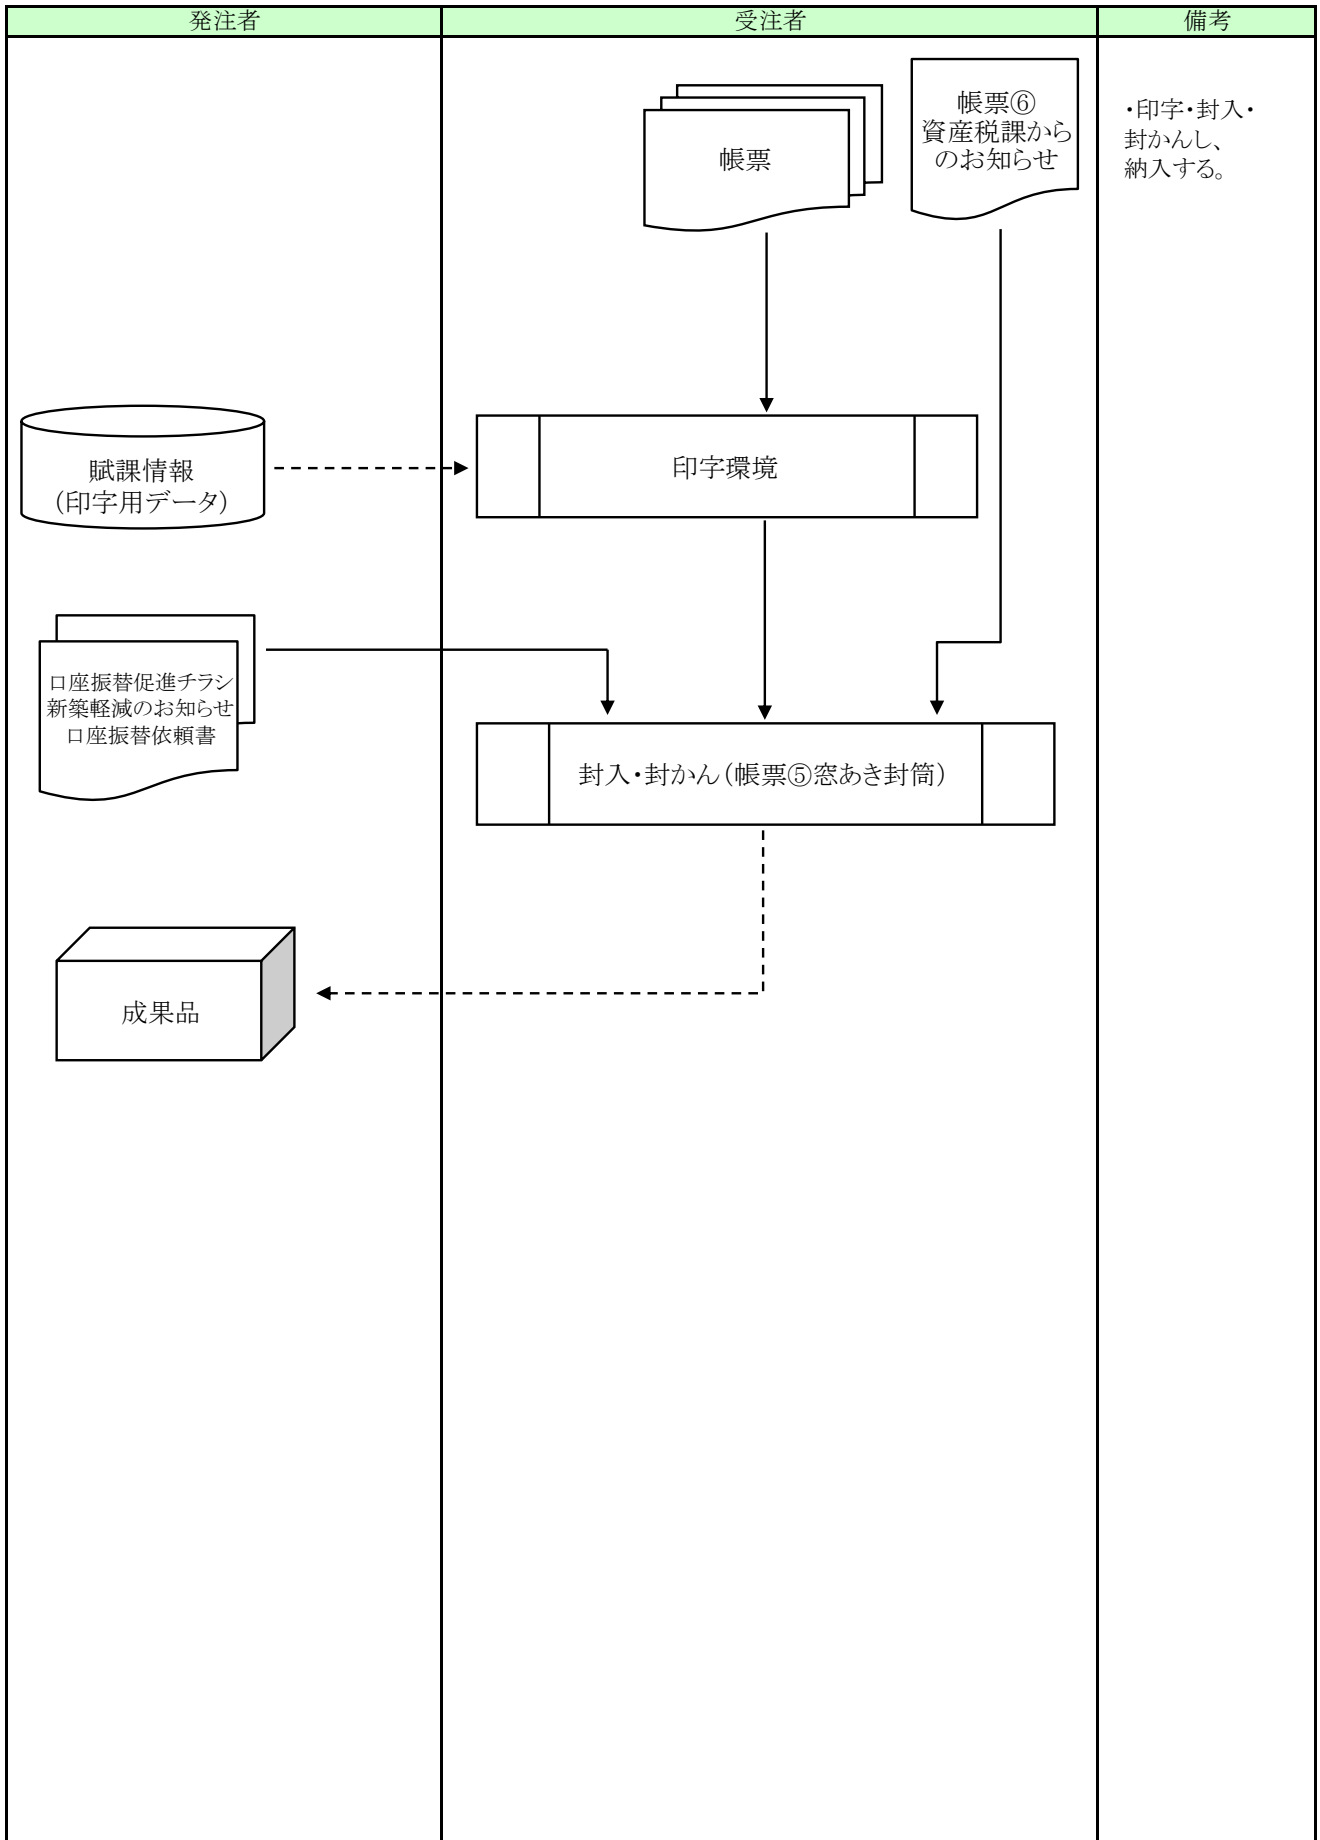 発注者
受注者
備考
帳票
帳票⑥
資産税課から
のお知らせ
・印字・封入・
封かんし、
納入する。
賦課情報
（印字用データ）
印字環境
口座振替促進チラシ
新築軽減のお知らせ
口座振替依頼書
封入・封かん（帳票⑤窓あき封筒）
成果品